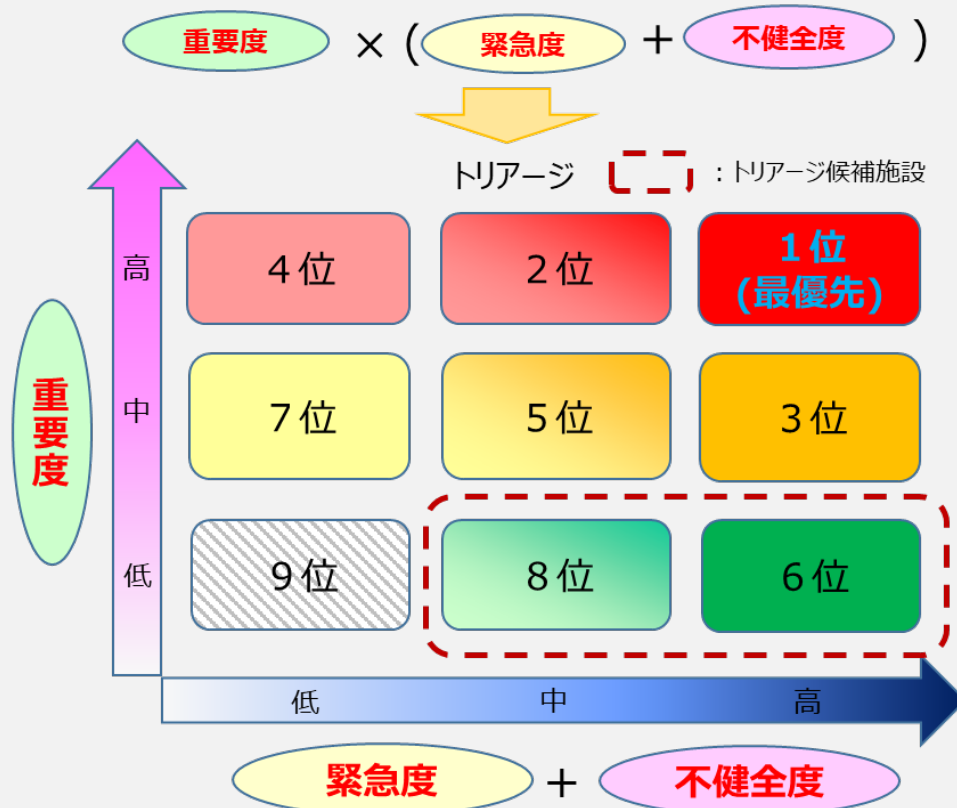 重要度 × ( 緊急度 + 不健全度 )
トリアージ : トリアージ候補施設
高 4位 2位 1位
(最優先)
重要度
中 7位 5位 3位
低 9位 8位 6位
低 中 高
緊急度 + 不健全度